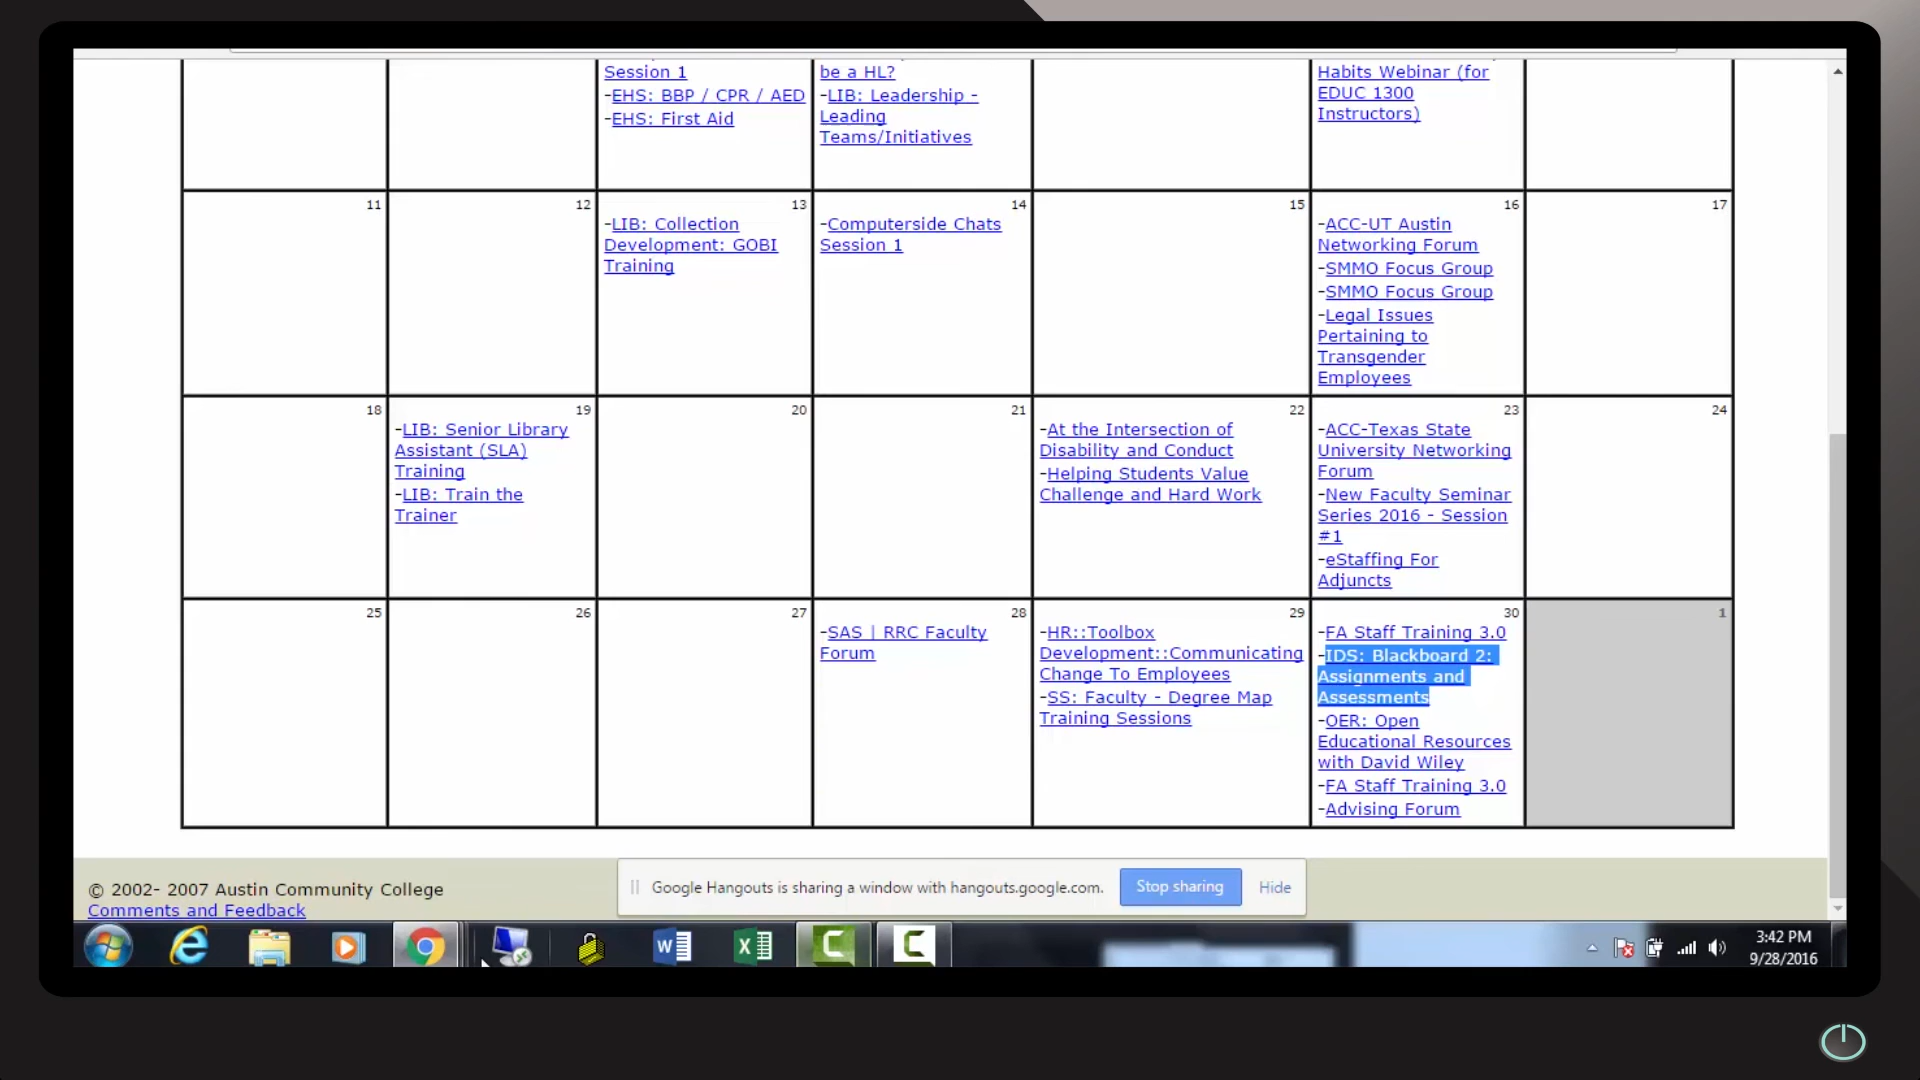 Session 1
-EHS: BBP / CPR / AED
-EHS: First Aid
be a HL?
-LIB: Leadership -
Leading
Teams/Initiatives
Habits Webinar (for
EDUC 1300
Instructors)
11
12
13
-LIB: Collection
Development: GOBI
Training
14
-Computerside Chats
Session 1
15
16
-ACC-UT Austin
Networking Forum
-SMMO Focus Group
-SMMO Focus Group
-Legal Issues
Pertaining to
Transgender
Employees
17
18
19
-LIB: Senior Library
Assistant (SLA)
Training
-LIB: Train the
Trainer
20
21
22
-At the Intersection of
Disability and Conduct
-Helping Students Value
Challenge and Hard Work
23
-ACC-Texas State
University Networking
Forum
-New Faculty Seminar
Series 2016 - Session
#1
-eStaffing For
Adjuncts
24
25
26
27
28
-SAS | RRC Faculty
Forum
29
-HR::Toolbox
Development::Communicating
Change To Employees
-SS: Faculty - Degree Map
Training Sessions
30
-FA Staff Training 3.0
-IDS: Blackboard 2:
Assignments and
Assessments
-OER: Open
Educational Resources
with David Wiley
-FA Staff Training 3.0
-Advising Forum
1
© 2002- 2007 Austin Community College
Comments and Feedback
Google Hangouts is sharing a window with hangouts.google.com.
Stop sharing
Hide
3:42 PM
9/28/2016